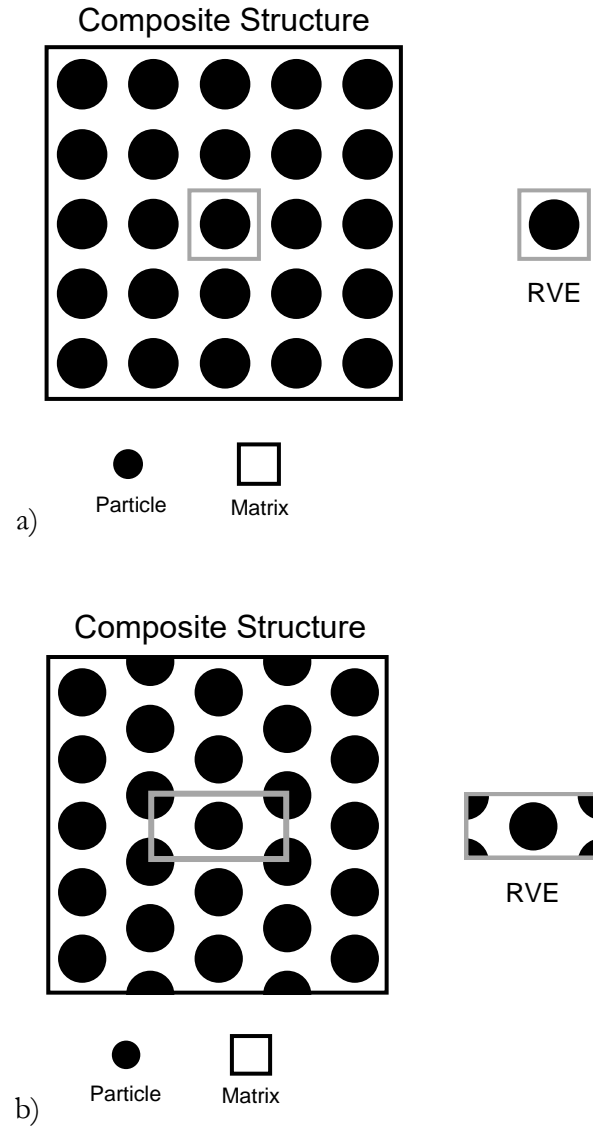 Composite Structure
RVE
Particle
Matrix
a)
Composite Structure
RVE
Particle
Matrix
b)